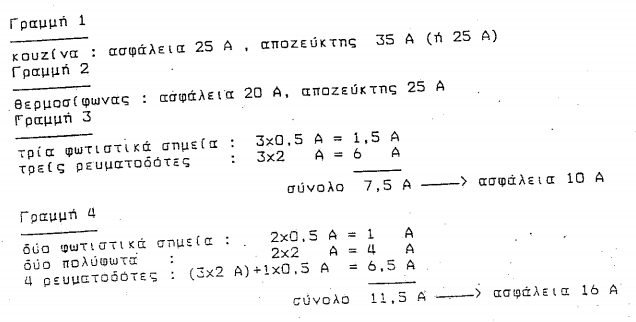 Γραμμή 1
κουζίνα : ασφάλεια 25 Α , αποζεύκτης 35 Α (ή 25 Α)
Γραμμή 2
θερμοσίφωνας : ασφάλεια 20 Α, αποζεύκτης 25 Α
Γραμμή 3
τρία φωτιστικά σημεία : 3x0,5 Α = 1,5 Α
τρείς ρευματοδότες : 3x2 Α = 6 Α
σύνολο 7,5 Α ——> ασφάλεια 10 Α
Γραμμή 4
δύο φωτιστικά σημεία : 2x0,5 Α = 1 Α
δύο πολύφωτα : 2x2 Α = 4 Α
4 ρευματοδότες : (3x2 Α)+1x0,5 Α = 6,5 Α
σύνολο 11,5 Α ——> ασφάλεια 16 Α